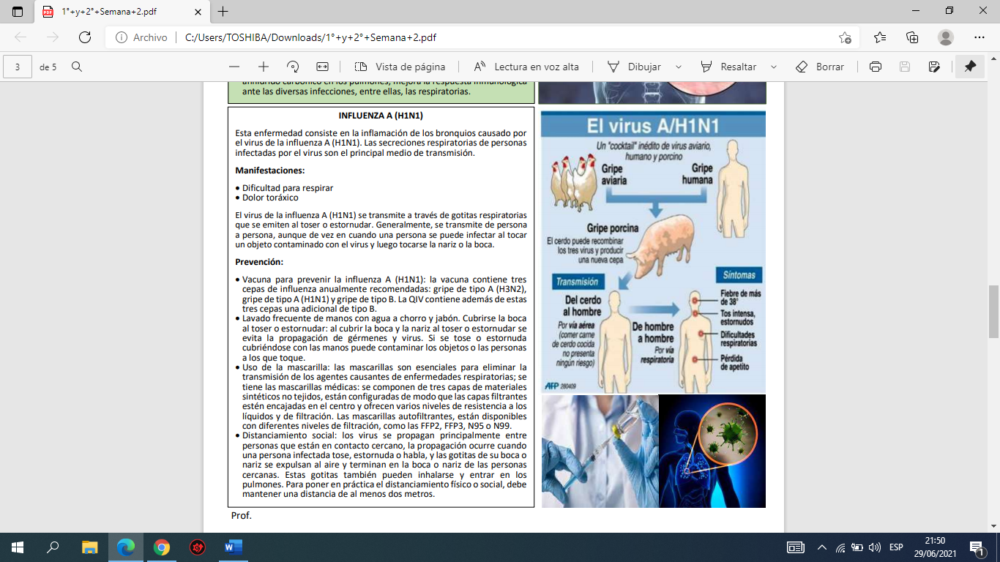 1°+y+2°+Semana+2.pdf
Archivo
C:/Users/TOSHIBA/Downloads/1°+y+2°+Semana+2.pdf
3
de 5
Vista de página
Lectura en voz alta
Dibujar
Resaltar
Borrar
ante las diversas infecciones, entre ellas, las respiratorias.
INFLUENZA A (H1N1)
Esta enfermedad consiste en la inflamación de los bronquios causado por
el virus de la influenza A (H1N1). Las secreciones respiratorias de personas
infectadas por el virus son el principal medio de transmisión.
Manifestaciones:
• Dificultad para respirar
• Dolor toráxico
El virus de la influenza A (H1N1) se transmite a través de gotitas respiratorias
que se emiten al toser o estornudar. Generalmente, se transmite de persona
a persona, aunque de vez en cuando una persona se puede infectar al tocar
un objeto contaminado con el virus y luego tocarse la nariz o la boca.
Prevención:
• Vacuna para prevenir la influenza A (H1N1): la vacuna contiene tres
cepas de influenza anualmente recomendadas: gripe de tipo A (H3N2),
gripe de tipo A (H1N1) y gripe de tipo B. La QIV contiene además de estas
tres cepas una adicional de tipo B.
• Lavado frecuente de manos con agua a chorro y jabón. Cubrirse la boca
al toser o estornudar: al cubrir la boca y la nariz al toser o estornudar se
evita la propagación de gérmenes y virus. Si se tose o estornuda
cubriéndose con las manos puede contaminar los objetos o las personas
a los que toque.
• Uso de la mascarilla: las mascarillas son esenciales para eliminar la
transmisión de los agentes causantes de enfermedades respiratorias; se
tiene las mascarillas médicas: se componen de tres capas de materiales
sintéticos no tejidos, están configuradas de modo que las capas filtrantes
estén encajadas en el centro y ofrecen varios niveles de resistencia a los
líquidos y de filtración. Las mascarillas autofiltrantes, están disponibles
con diferentes niveles de filtración, como las FFP2, FFP3, N95 o N99.
• Distanciamiento social: los virus se propagan principalmente entre
personas que están en contacto cercano, la propagación ocurre cuando
una persona infectada tose, estornuda o habla, y las gotitas de su boca o
nariz se expulsan al aire y terminan en la boca o nariz de las personas
cercanas. Estas gotitas también pueden inhalarse y entrar en los
pulmones. Para poner en práctica el distanciamiento físico o social, debe
mantener una distancia de al menos dos metros.
Prof.
El virus A/H1N1
Un "cocktail" inédito de virus aviario,
humano y porcino
Gripe
aviaria
Gripe
humana
Gripe porcina
El cerdo puede recombinar
los tres virus y producir
una nueva cepa
Transmisión
Del cerdo
al hombre
Por vía aérea
(comer carne
de cerdo cocida
no presenta
ningún riesgo)
De hombre
a hombre
Por vía
respiratoria
Síntomas
Fiebre de más
de 38°
Tos intensa,
estornudos
Dificultades
respiratorias
Pérdida
de apetito
AFP 280409
ESP
21:50
29/06/2021
1